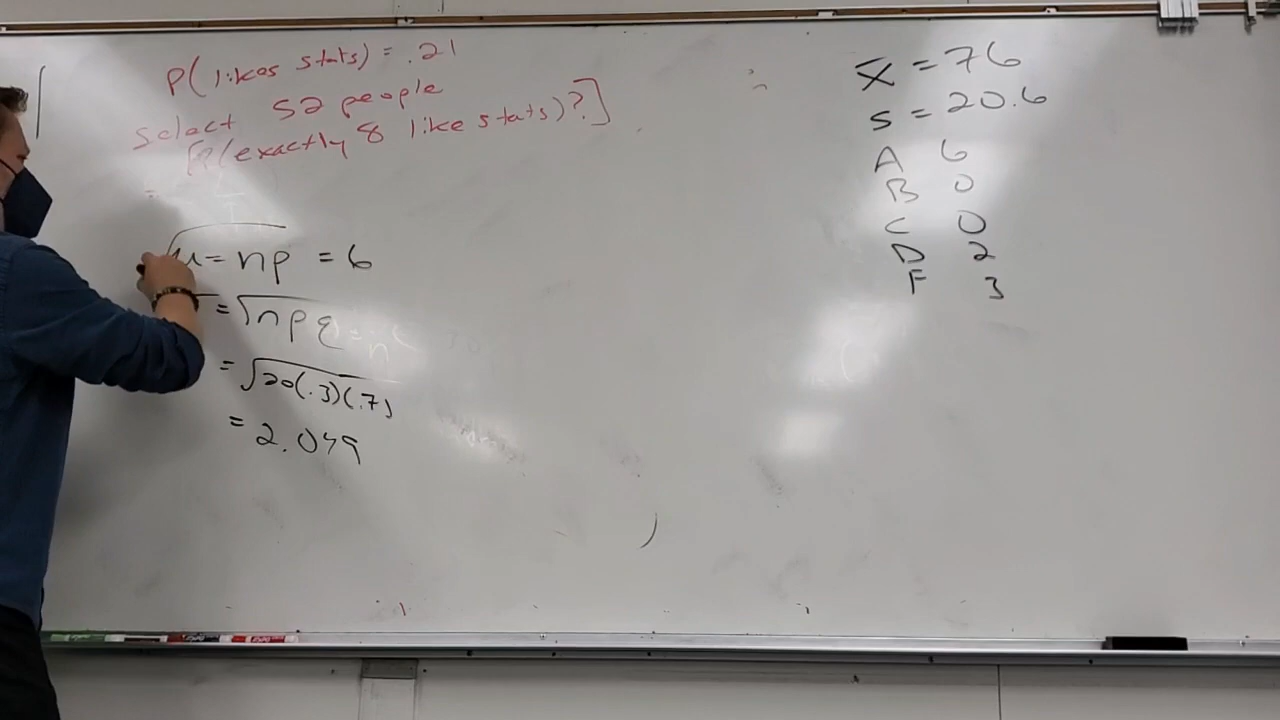 P(likes stats) = .21
select 52 people
[P(exactly 8 like stats)?]
μ = np = 6
= √npq
= √20(.3)(.7)
= 2.049
x̄ = 76
s = 20.6
A 6
B 0
C 0
D 2
F 3